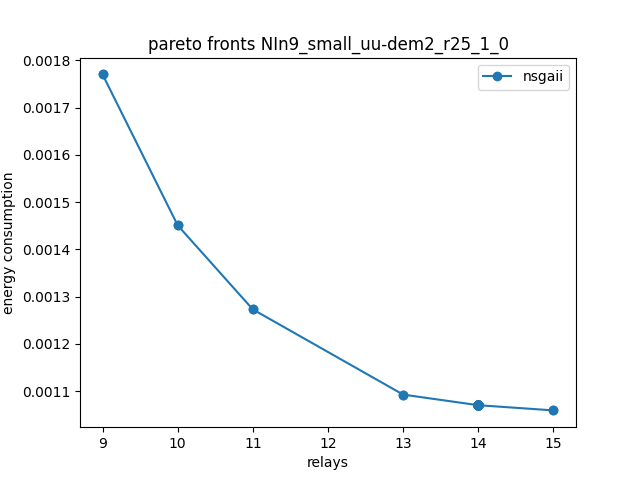 pareto fronts NIn9_small_uu-dem2_r25_1_0
nsgaii
0.0018
0.0017
0.0016
0.0015
0.0014
0.0013
0.0012
0.0011
energy consumption
9 10 11 12 13 14 15
relays